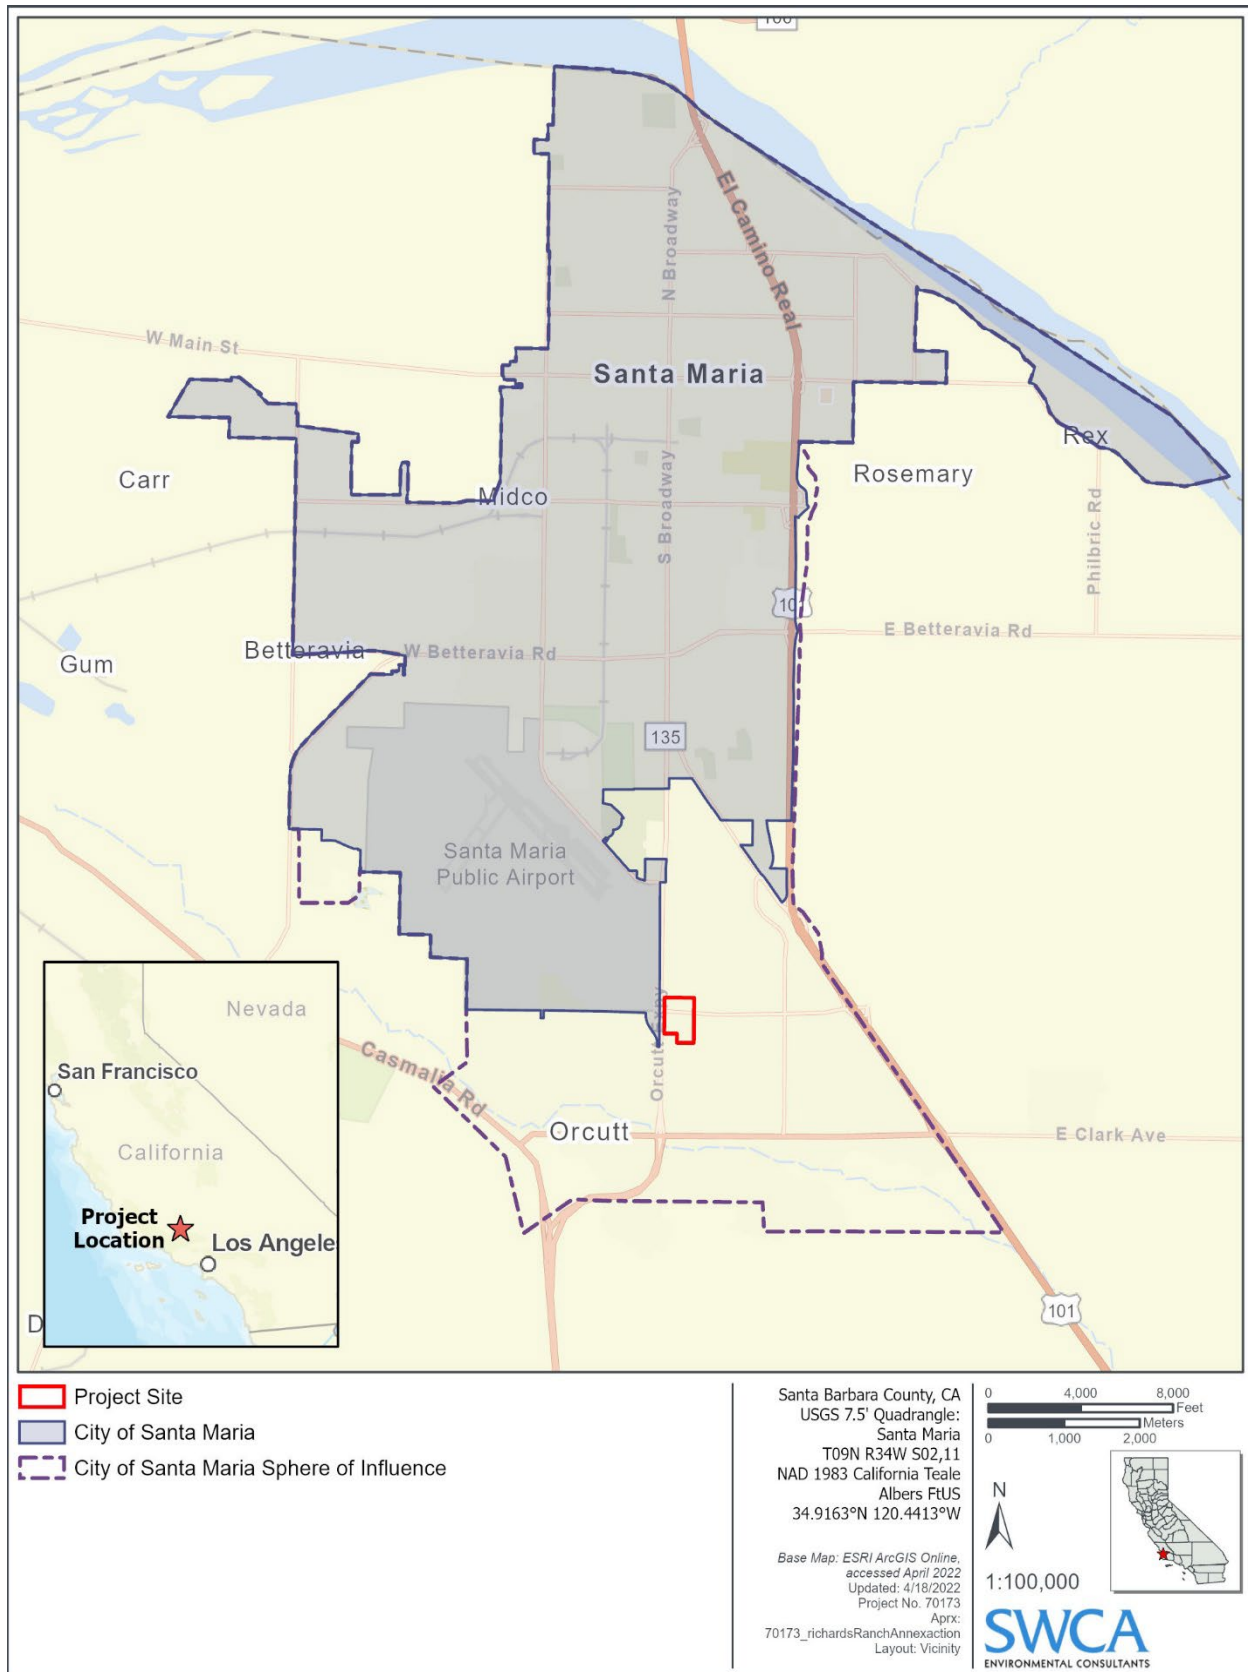 166
El Camino Real
N Broadway
W Main St
Santa Maria
Rex
Carr
Rosemary
Midco
S Broadway
Philbric Rd
101
E Betteravia Rd
Betteravia
W Betteravia Rd
Gum
135
Santa Maria
Public Airport
Orcutt Expy
Casmalia Rd
Orcutt
E Clark Ave
101
Nevada
San Francisco
California
Project
Location
Los Angele
D
Project Site
City of Santa Maria
City of Santa Maria Sphere of Influence
Santa Barbara County, CA
USGS 7.5' Quadrangle:
Santa Maria
T09N R34W S02,11
NAD 1983 California Teale
Albers FtUS
34.9163°N 120.4413°W
Base Map: ESRI ArcGIS Online,
accessed April 2022
Updated: 4/18/2022
Project No. 70173
Aprx:
70173_richardsRanchAnnexaction
Layout: Vicinity
0 4,000 8,000
Feet
Meters
0 1,000 2,000
N
1:100,000
SWCA
ENVIRONMENTAL CONSULTANTS